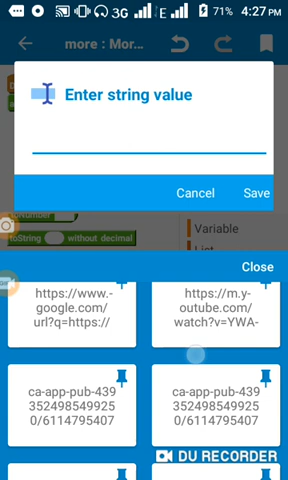 3G 71% 4:27PM
more : Mor...
Enter string value
Cancel Save
toNumber
toString without decimal
Variable
List
Close
https://www.-
google.com/
url?q=https://
https://m.y-
outube.com/
watch?v=YWA-
ca-app-pub-439
352498549925
0/6114795407
ca-app-pub-439
352498549925
0/6114795407
DU RECORDER